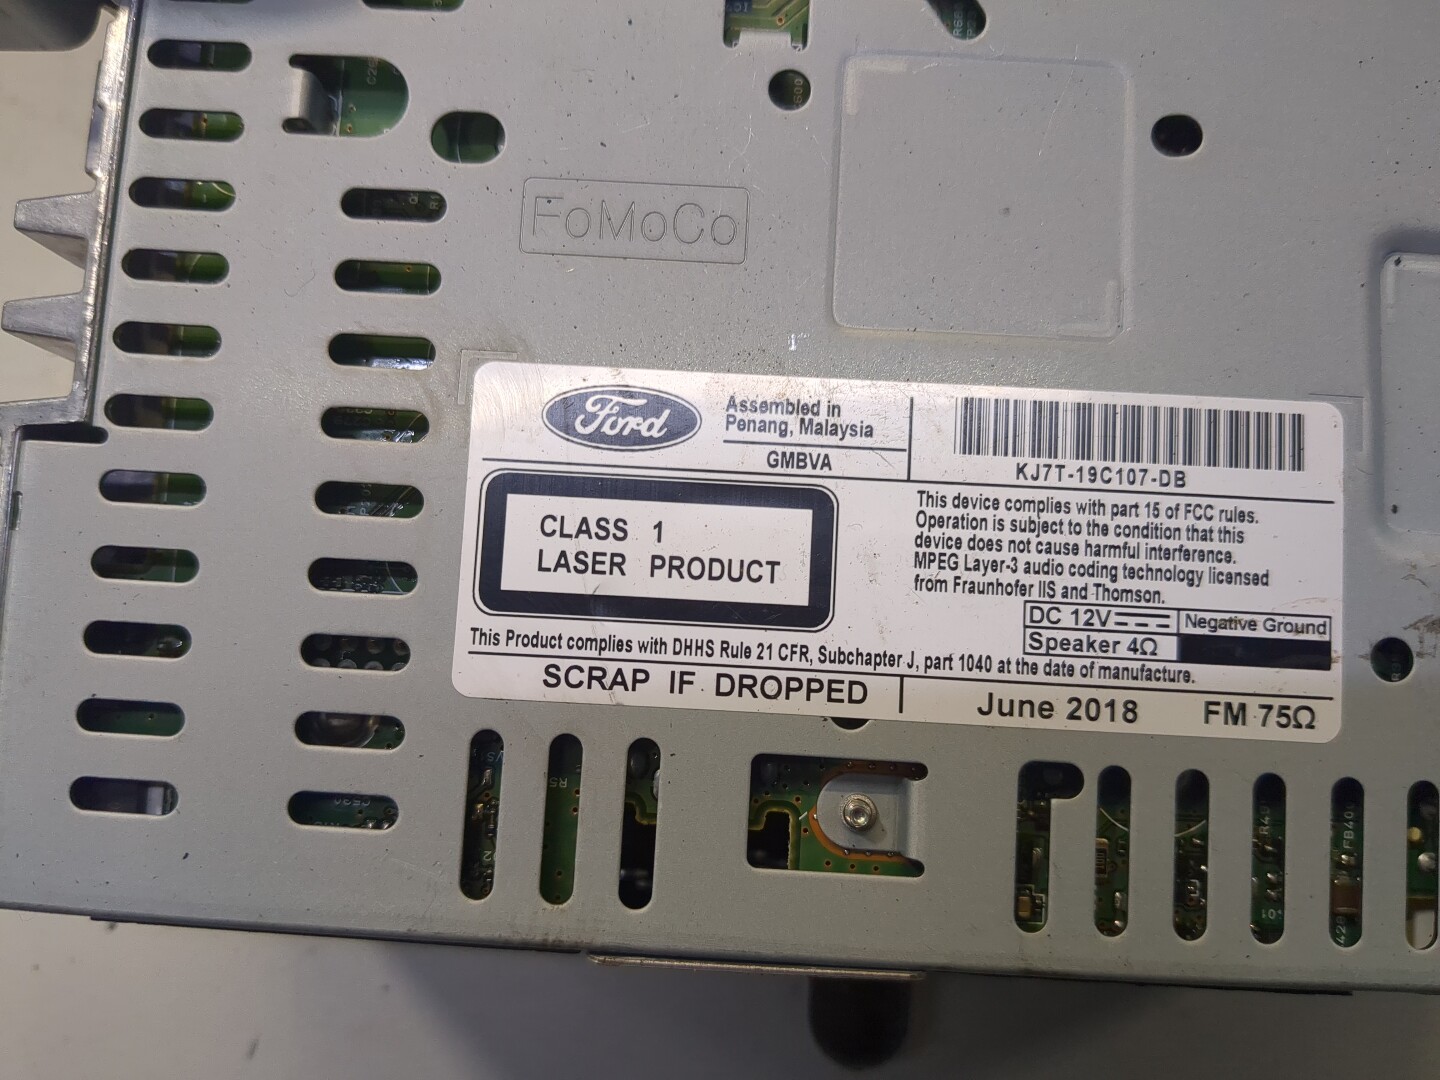 FoMoCo
Ford
Assembled in
Penang, Malaysia
GMBVA
KJ7T-19C107-DB
CLASS 1
LASER PRODUCT
This device complies with part 15 of FCC rules.
Operation is subject to the condition that this
device does not cause harmful interference.
MPEG Layer-3 audio coding technology licensed
from Fraunhofer IIS and Thomson.
DC 12V
Negative Ground
Speaker 4Ω
This Product complies with DHHS Rule 21 CFR, Subchapter J, part 1040 at the date of manufacture.
SCRAP IF DROPPED
June 2018
FM 75Ω